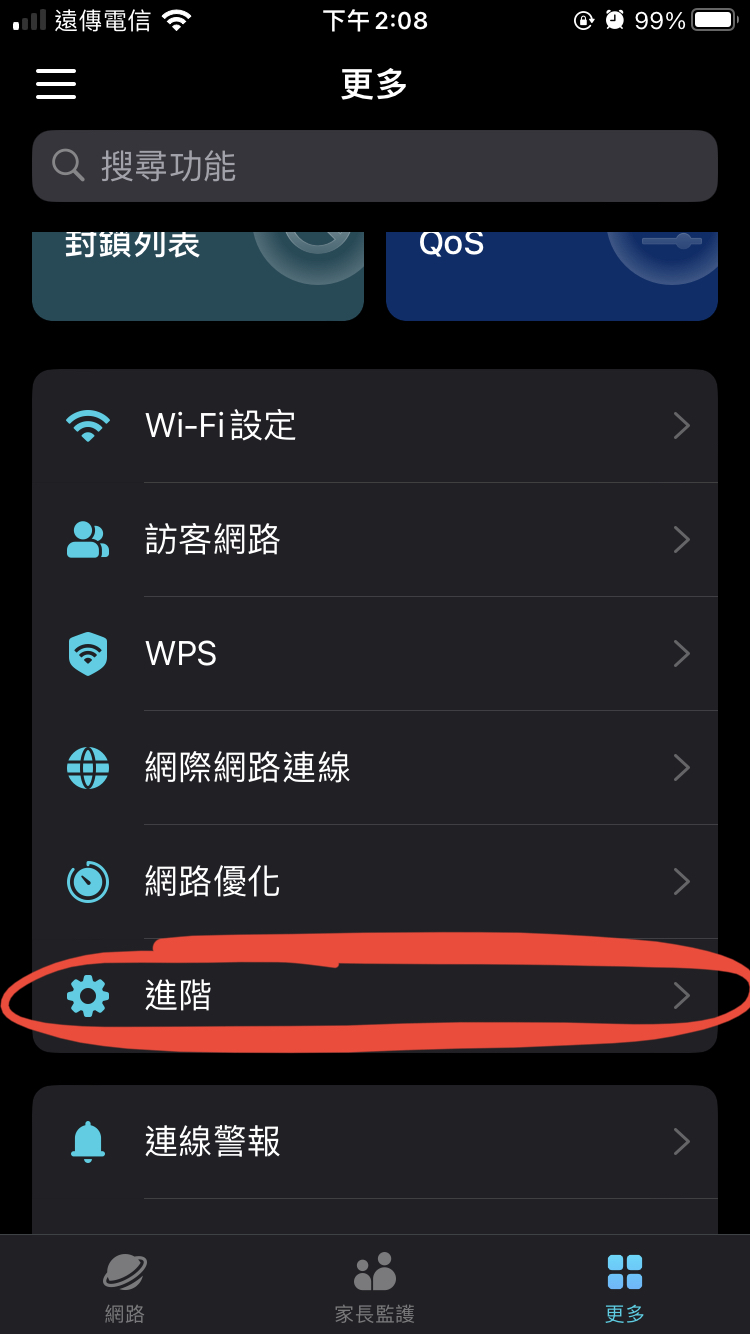 遠傳電信 下午2:08 99%
更多
搜尋功能
封鎖列表 QoS
Wi-Fi設定
訪客網路
WPS
網際網路連線
網路優化
進階
連線警報
網路 家長監護 更多